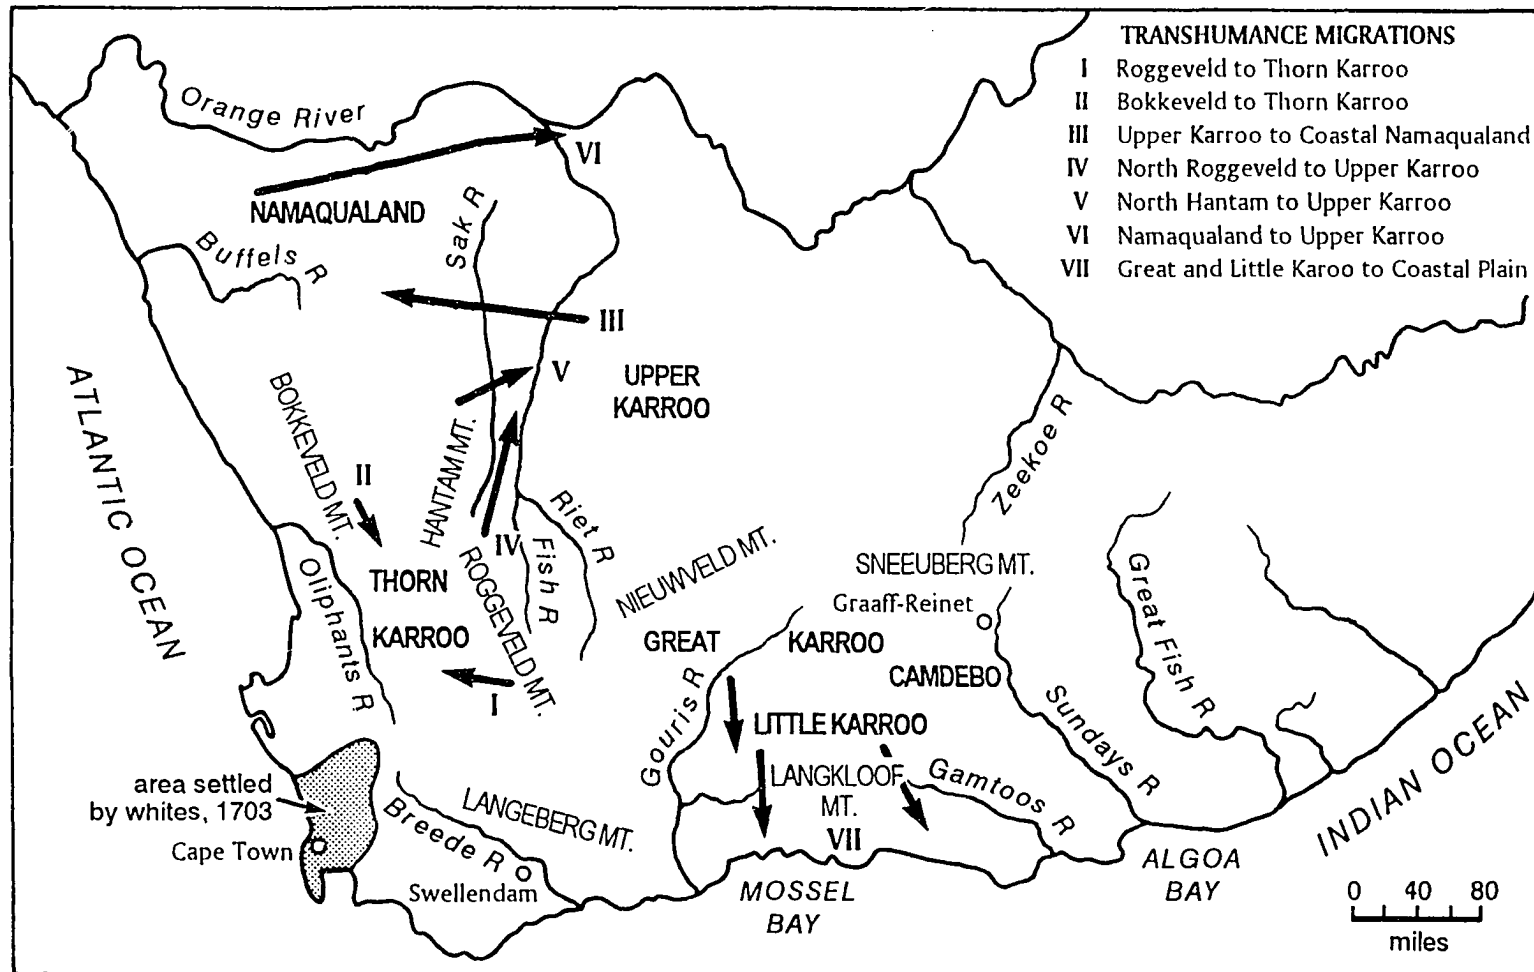 TRANSHUMANCE MIGRATIONS
I Roggeveld to Thorn Karroo
II Bokkeveld to Thorn Karroo
III Upper Karroo to Coastal Namaqualand
IV North Roggeveld to Upper Karroo
V North Hantam to Upper Karroo
VI Namaqualand to Upper Karroo
VII Great and Little Karoo to Coastal Plain
Orange River
VI
NAMAQUALAND
Sak R
Buffels R
III
V
UPPER
KARROO
ATLANTIC OCEAN
BOKKEVELD MT.
II
HANTAM MT.
IV
Riet R
Fish R
Zeekoe R
THORN
KARROO
Oliphants R
ROGGEVELD MT.
I
NIEUWVELD MT.
SNEEUBERG MT.
Graaff-Reinet
Great Fish R
GREAT
KARROO
CAMDEBO
Gouris R
LITTLE KARROO
Sundays R
LANGKLOOF
MT.
VII
Gamtoos R
area settled
by whites, 1703
Cape Town
Breede R
LANGEBERG MT.
Swellendam
MOSSEL
BAY
ALGOA
BAY
INDIAN OCEAN
0 40 80
miles